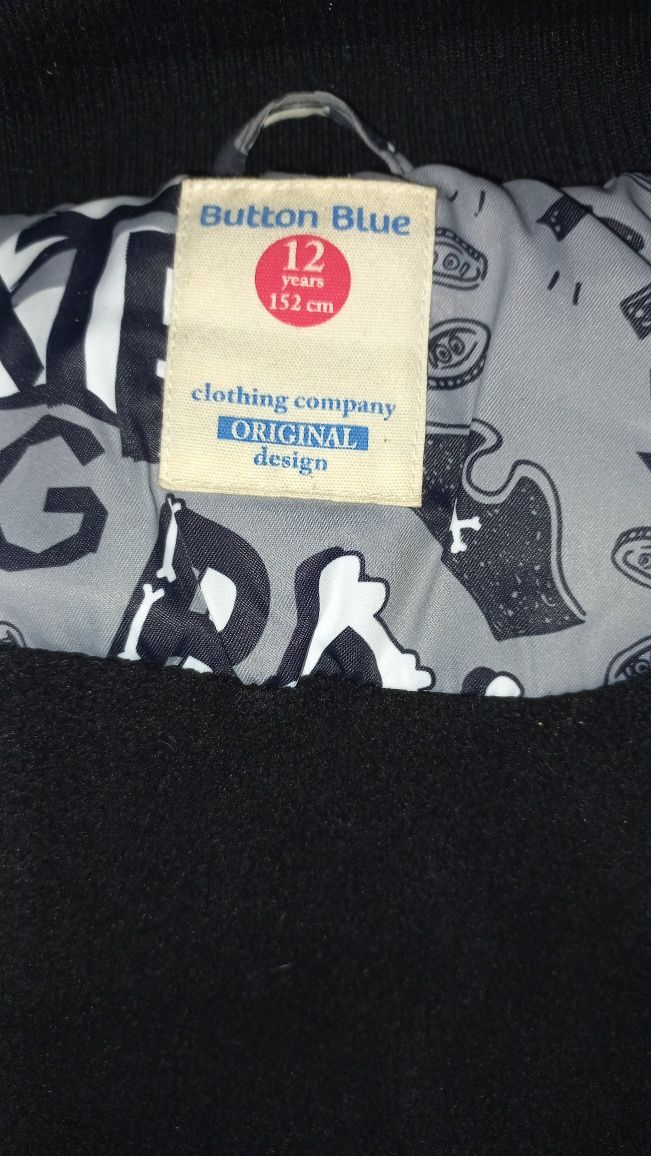 Button Blue
12
years
152 cm
clothing company
ORIGINAL
design
G